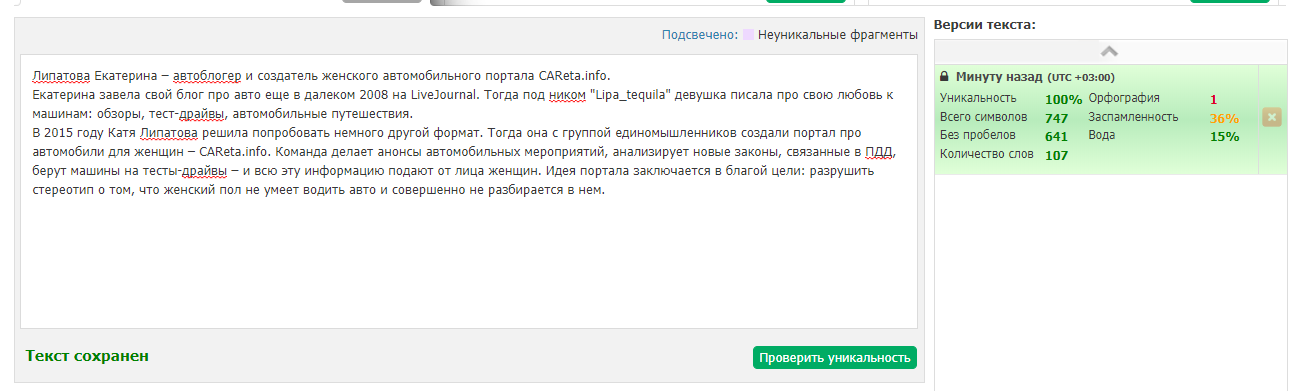 Подсвечено: Неуникальные фрагменты
Липатова Екатерина – автоблогер и создатель женского автомобильного портала CAReta.info.
Екатерина завела свой блог про авто еще в далеком 2008 на LiveJournal. Тогда под ником "Lipa_tequila" девушка писала про свою любовь к
машинам: обзоры, тест-драйвы, автомобильные путешествия.
В 2015 году Катя Липатова решила попробовать немного другой формат. Тогда она с группой единомышленников создали портал про
автомобили для женщин – CAReta.info. Команда делает анонсы автомобильных мероприятий, анализирует новые законы, связанные в ПДД,
берут машины на тесты-драйвы – и всю эту информацию подают от лица женщин. Идея портала заключается в благой цели: разрушить
стереотип о том, что женский пол не умеет водить авто и совершенно не разбирается в нем.
Текст сохранен
Проверить уникальность
Версии текста:
Минуту назад (UTC +03:00)
Уникальность 100% Орфография 1
Всего символов 747 Заспамленность 36%
Без пробелов 641 Вода 15%
Количество слов 107